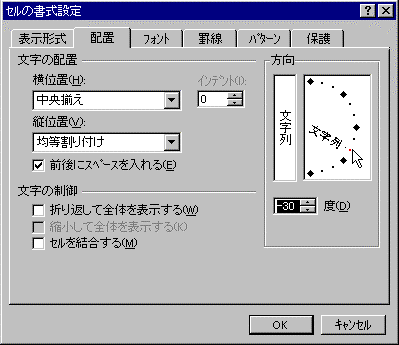 セルの書式設定
表示形式 配置 フォント 罫線 パターン 保護
文字の配置
横位置(H):
中央揃え
インデント(I):
0
縦位置(V):
均等割り付け
前後にスペースを入れる(E)
文字の制御
折り返して全体を表示する(W)
縮小して全体を表示する(K)
セルを結合する(M)
方向
文字列
文字列
-30 度(D)
OK キャンセル